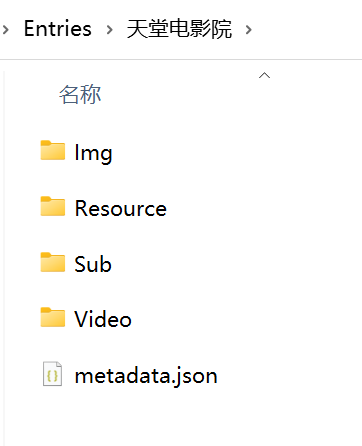 Entries > 天堂电影院 >
名称
Img
Resource
Sub
Video
metadata.json